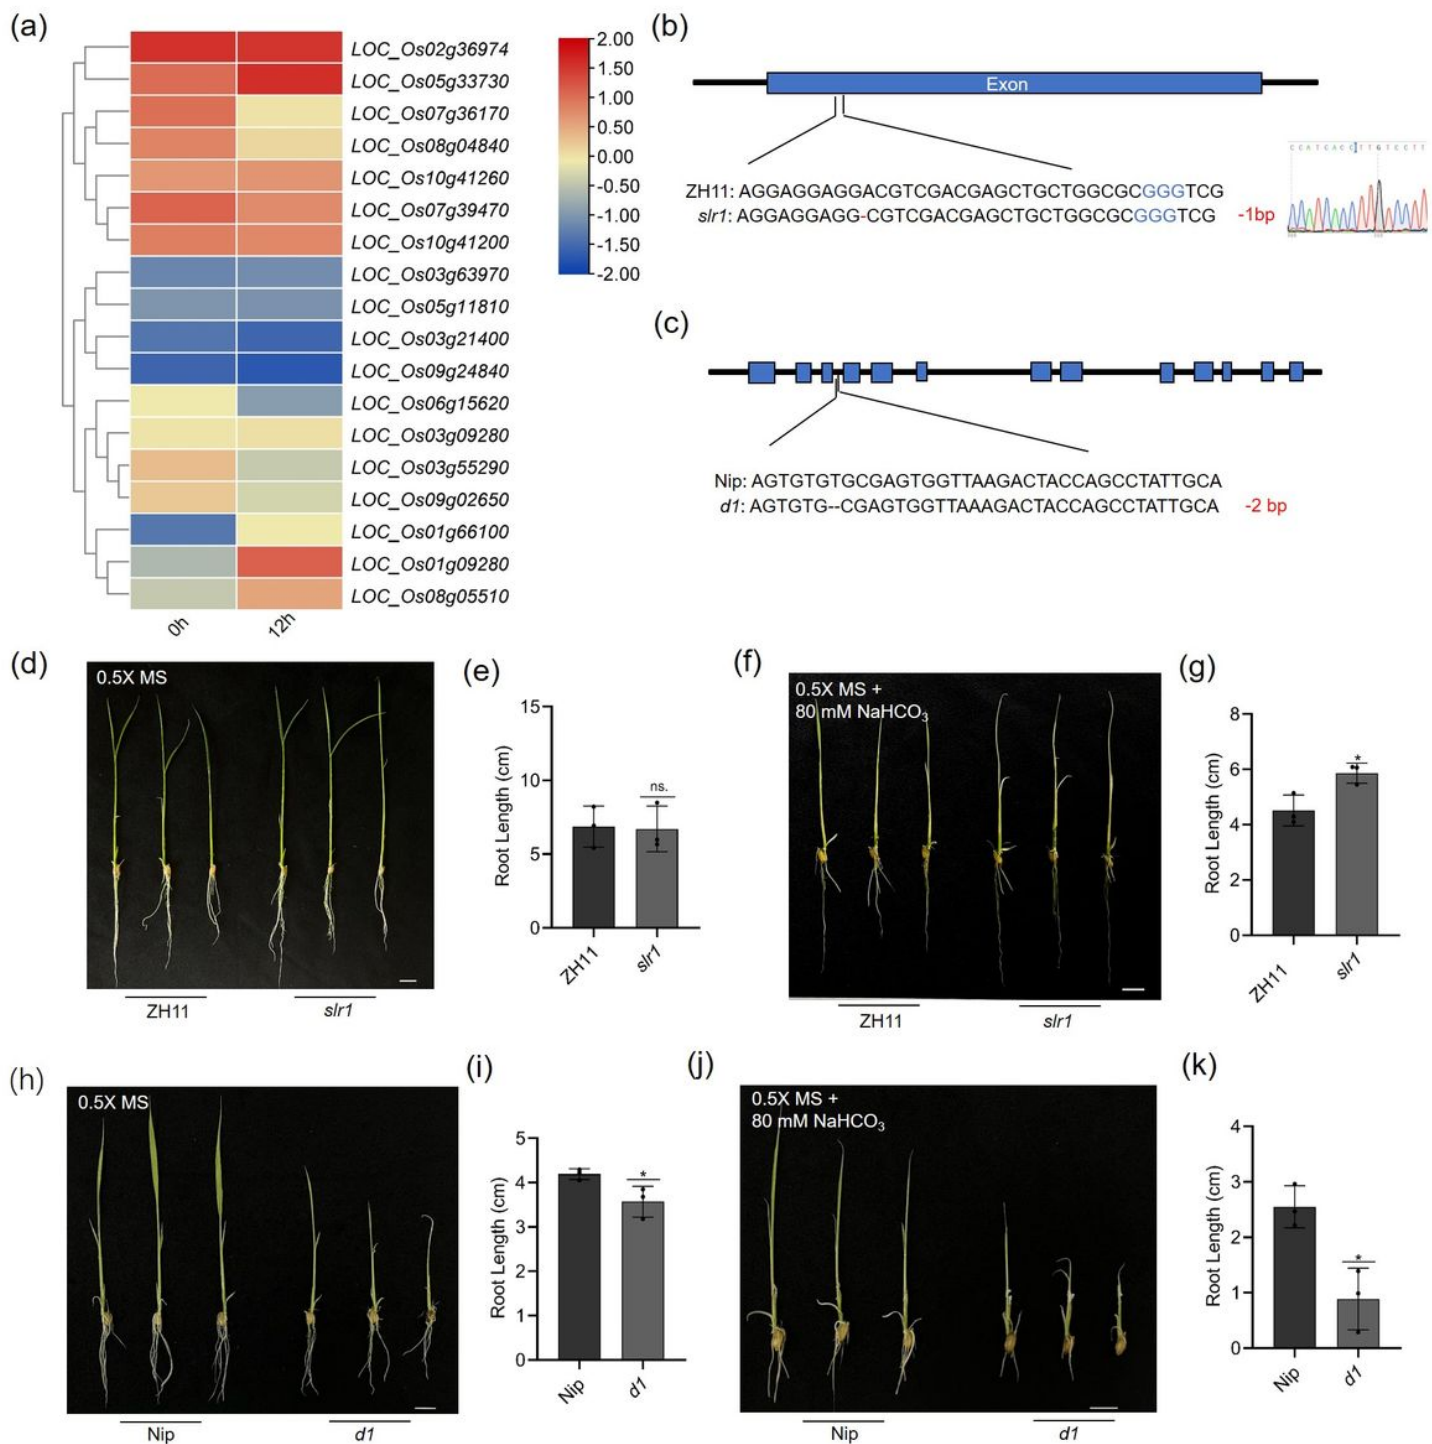 (a)
LOC_Os02g36974
LOC_Os05g33730
LOC_Os07g36170
LOC_Os08g04840
LOC_Os10g41260
LOC_Os07g39470
LOC_Os10g41200
LOC_Os03g63970
LOC_Os05g11810
LOC_Os03g21400
LOC_Os09g24840
LOC_Os06g15620
LOC_Os03g09280
LOC_Os03g55290
LOC_Os09g02650
LOC_Os01g66100
LOC_Os01g09280
LOC_Os08g05510
0h
12h
2.00
1.50
1.00
0.50
0.00
-0.50
-1.00
-1.50
-2.00
(b)
Exon
ZH11: AGGAGGAGGACGTCGACGAGCTGCTGGCGCGGGTCG
slr1: AGGAGGAGG-CGTCGACGAGCTGCTGGCGCGGGTCG
-1bp
C C A T C A C C T T G T C C T T
(c)
Nip: AGTGTGTGCGAGTGGTTAAGACTACCAGCCTATTGCA
d1: AGTGTG--CGAGTGGTTAAAGACTACCAGCCTATTGCA
-2 bp
(d)
0.5X MS
ZH11
slr1
(e)
Root Length (cm)
15
10
5
0
ns.
ZH11
slr1
(f)
0.5X MS +
80 mM NaHCO₃
ZH11
slr1
(g)
Root Length (cm)
8
6
4
2
0
*
ZH11
slr1
(h)
0.5X MS
Nip
d1
(i)
Root Length (cm)
5
4
3
2
1
0
*
Nip
d1
(j)
0.5X MS +
80 mM NaHCO₃
Nip
d1
(k)
Root Length (cm)
4
3
2
1
0
*
Nip
d1